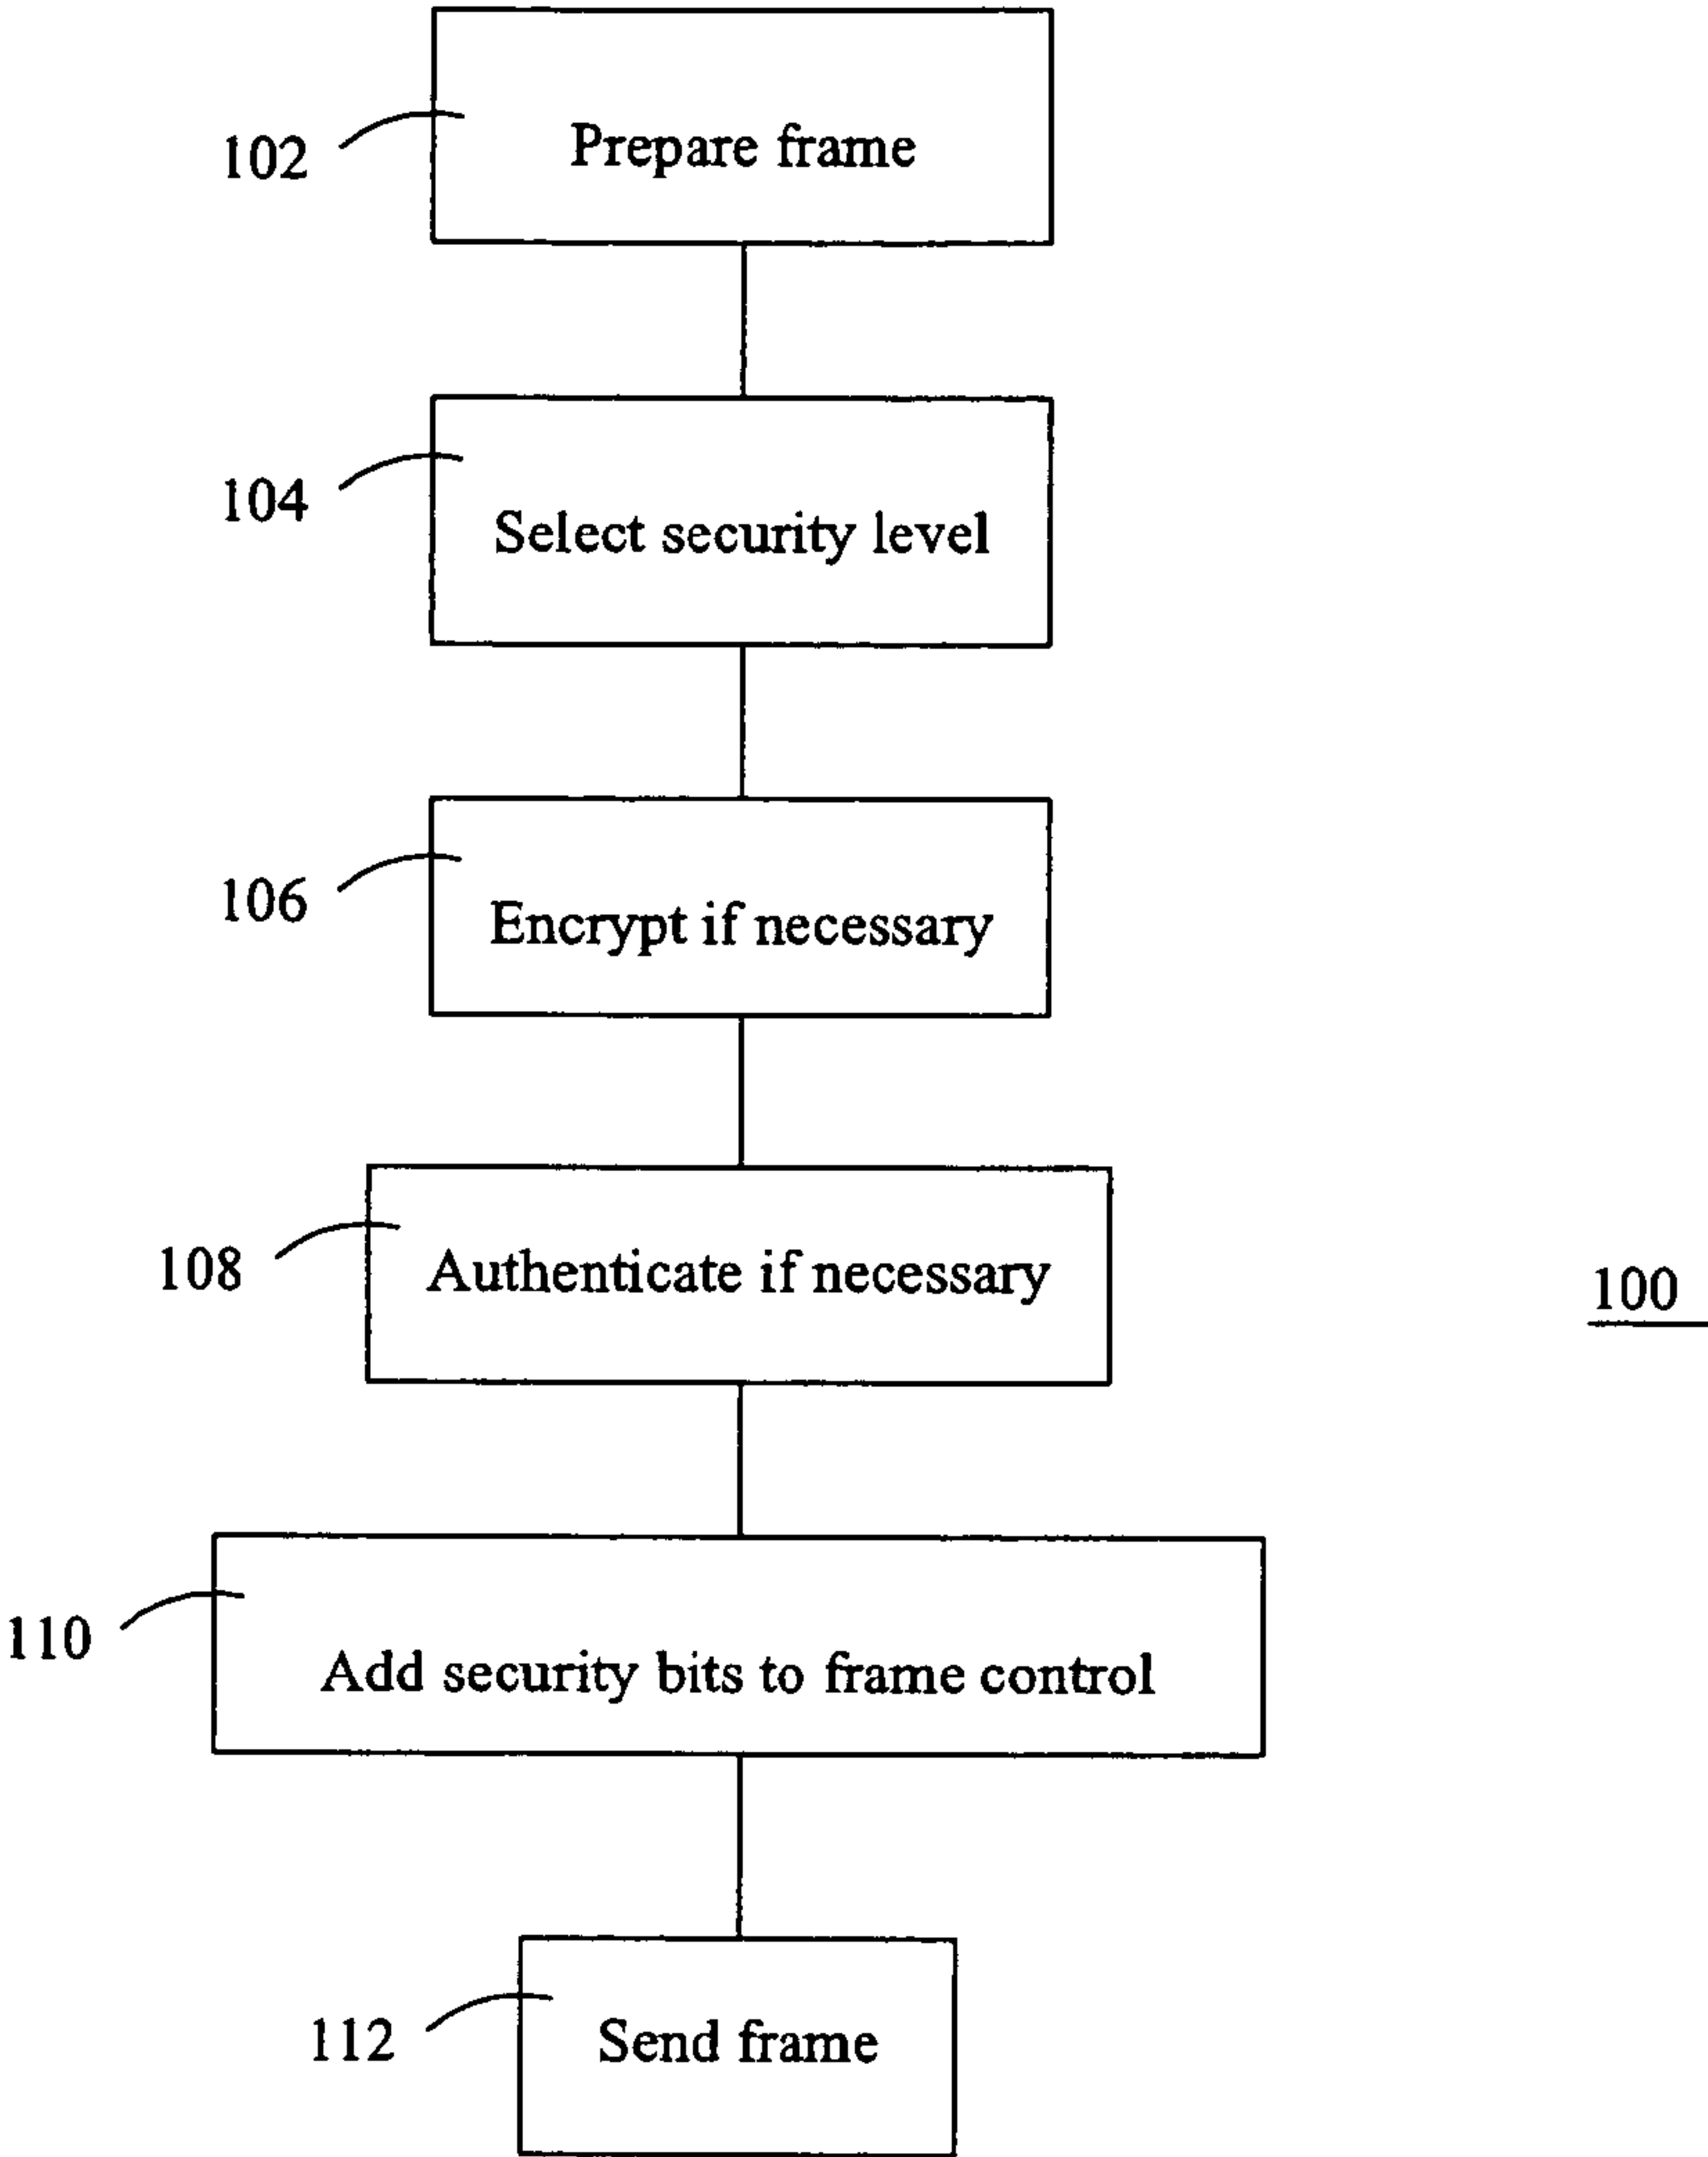 102
Prepare frame
104
Select security level
106
Encrypt if necessary
108
Authenticate if necessary
100
110
Add security bits to frame control
112
Send frame